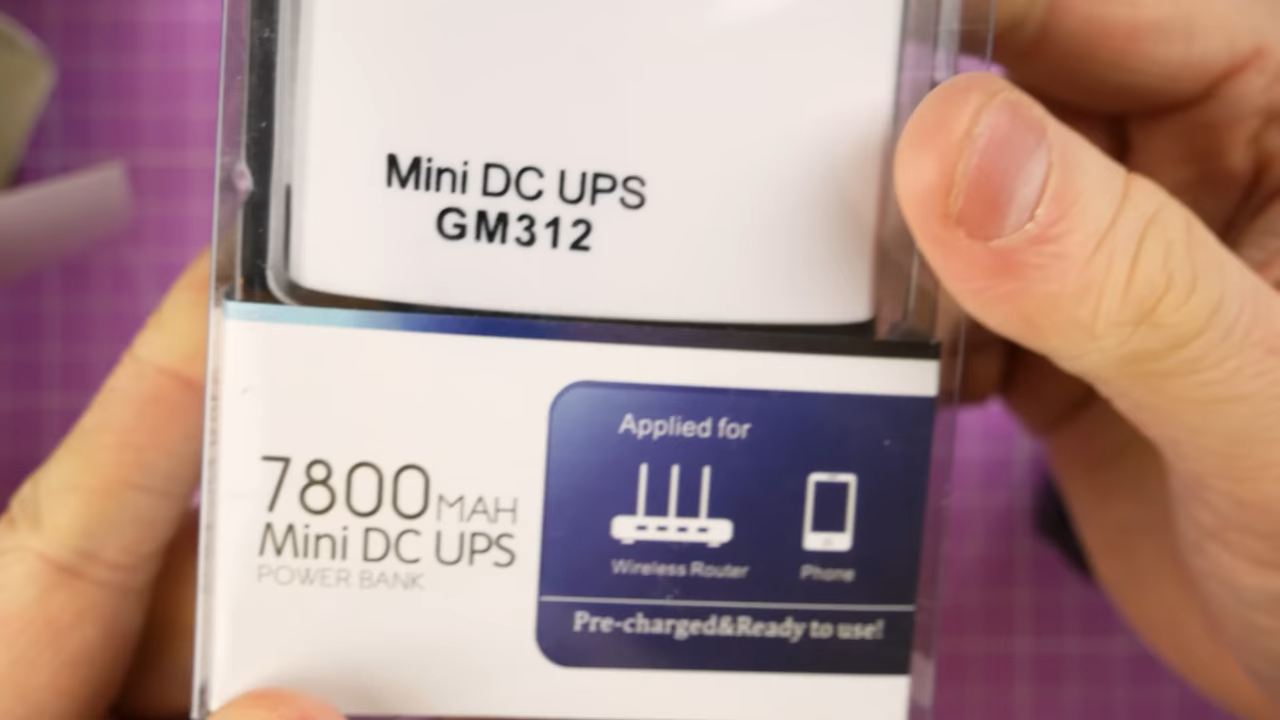 Mini DC UPS
GM312
7800MAH
Mini DC UPS
POWER BANK
Applied for
Wireless Router
Phone
Pre-charged&Ready to use!